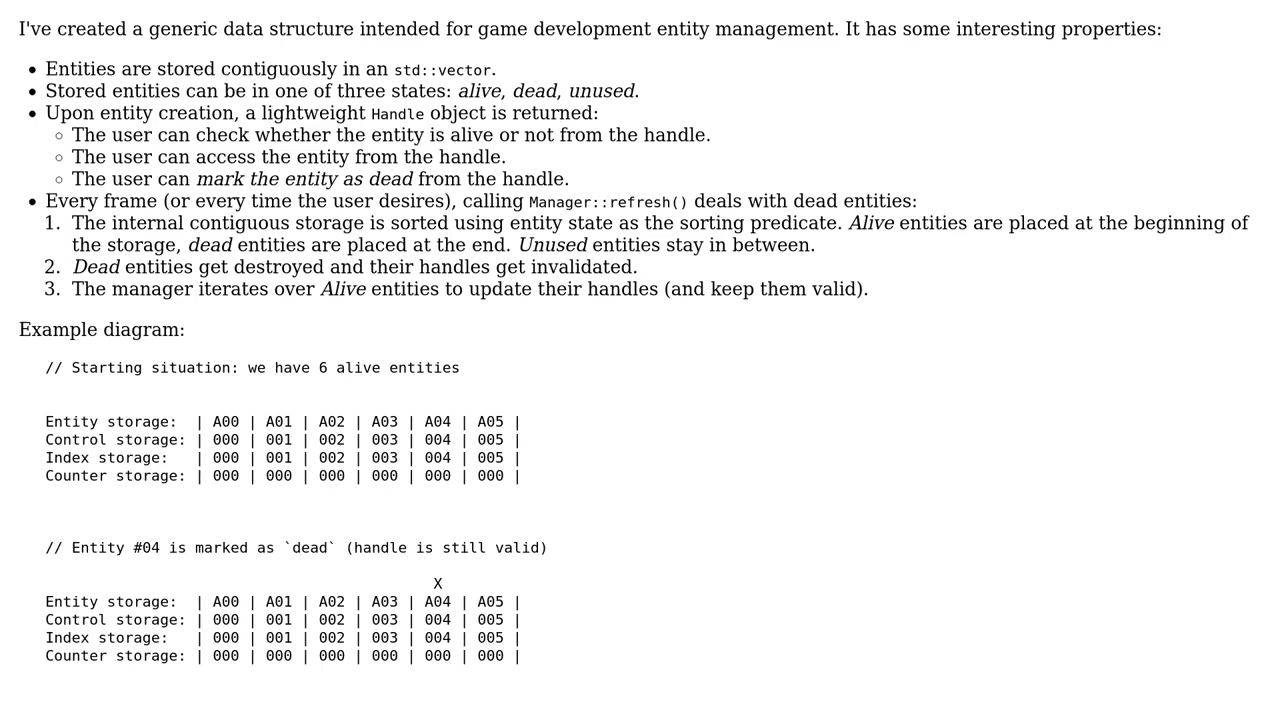 I've created a generic data structure intended for game development entity management. It has some interesting properties:
• Entities are stored contiguously in an std::vector.
• Stored entities can be in one of three states: alive, dead, unused.
• Upon entity creation, a lightweight Handle object is returned:
◦ The user can check whether the entity is alive or not from the handle.
◦ The user can access the entity from the handle.
◦ The user can mark the entity as dead from the handle.
• Every frame (or every time the user desires), calling Manager::refresh() deals with dead entities:
1. The internal contiguous storage is sorted using entity state as the sorting predicate. Alive entities are placed at the beginning of
the storage, dead entities are placed at the end. Unused entities stay in between.
2. Dead entities get destroyed and their handles get invalidated.
3. The manager iterates over Alive entities to update their handles (and keep them valid).
Example diagram:
// Starting situation: we have 6 alive entities
Entity storage:  | A00 | A01 | A02 | A03 | A04 | A05 |
Control storage: | 000 | 001 | 002 | 003 | 004 | 005 |
Index storage:   | 000 | 001 | 002 | 003 | 004 | 005 |
Counter storage: | 000 | 000 | 000 | 000 | 000 | 000 |
// Entity #04 is marked as `dead` (handle is still valid)
X
Entity storage:  | A00 | A01 | A02 | A03 | A04 | A05 |
Control storage: | 000 | 001 | 002 | 003 | 004 | 005 |
Index storage:   | 000 | 001 | 002 | 003 | 004 | 005 |
Counter storage: | 000 | 000 | 000 | 000 | 000 | 000 |